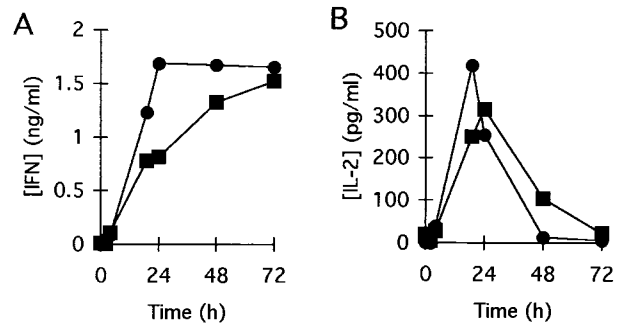 A
[IFN] (ng/ml)
2
1.5
1
0.5
0
0 24 48 72
Time (h)
B
[IL-2] (pg/ml)
500
400
300
200
100
0
0 24 48 72
Time (h)